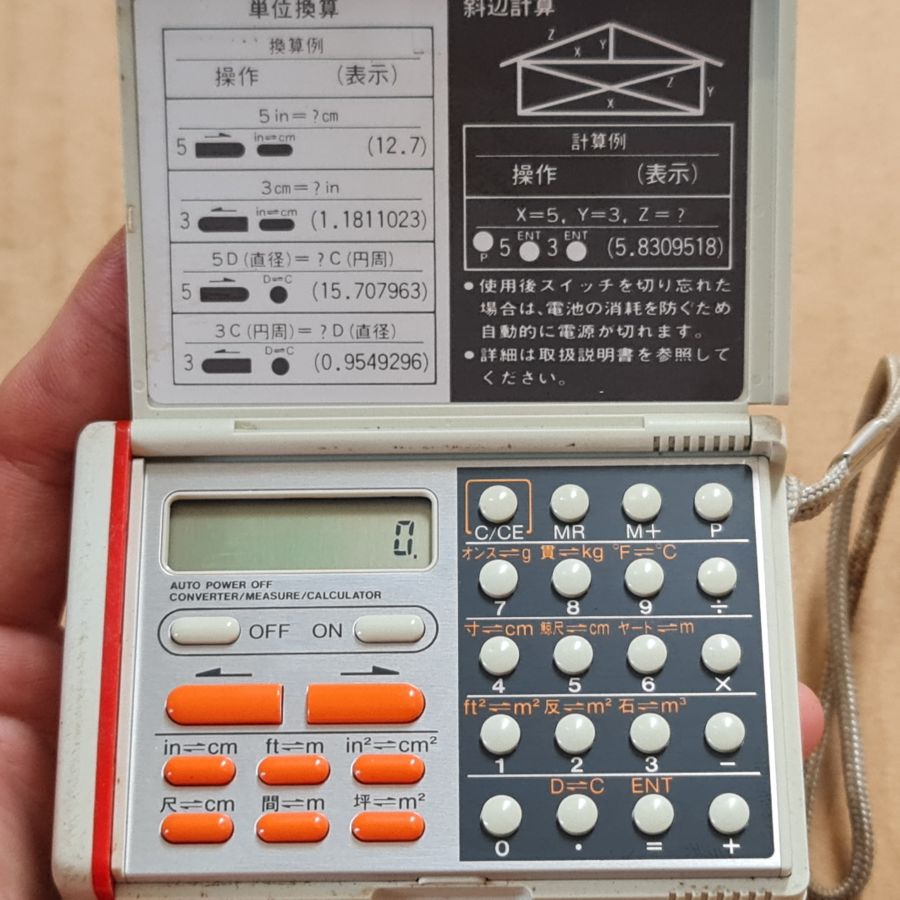 単位換算
換算例
操作 (表示)
5in=?cm
in⇌cm
5 (12.7)
3cm=?in
in⇌cm
3 (1.1811023)
5D(直径)=?C(円周)
D⇌C
5 (15.707963)
3C(円周)=?D(直径)
D⇌C
3 (0.9549296)
斜辺計算
Z
X Y
Z
X Y
計算例
操作 (表示)
X=5, Y=3, Z=?
ENT ENT
5 3 (5.8309518)
P
●使用後スイッチを切り忘れた
場合は、電池の消耗を防ぐため
自動的に電源が切れます。
●詳細は取扱説明書を参照して
ください。
0.
AUTO POWER OFF
CONVERTER/MEASURE/CALCULATOR
OFF ON
← →
in⇌cm ft⇌m in²⇌cm²
尺⇌cm 間⇌m 坪⇌m²
C/CE MR M+ P
オンス⇌g 貫⇌kg °F⇌°C
7 8 9 ÷
寸⇌cm 鯨尺⇌cm ヤード⇌m
4 5 6 ×
ft²⇌m² 反⇌m² 石⇌m³
1 2 3 −
D⇌C ENT
0 · = +